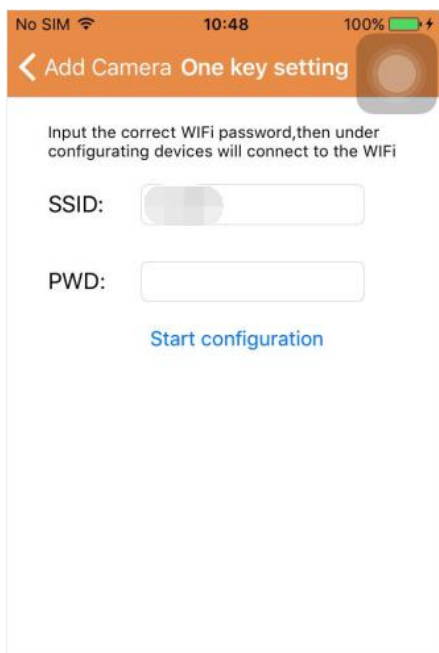 No SIM 10:48 100%
Add Camera One key setting
Input the correct WIFi password,then under
configurating devices will connect to the WIFi
SSID:
PWD:
Start configuration